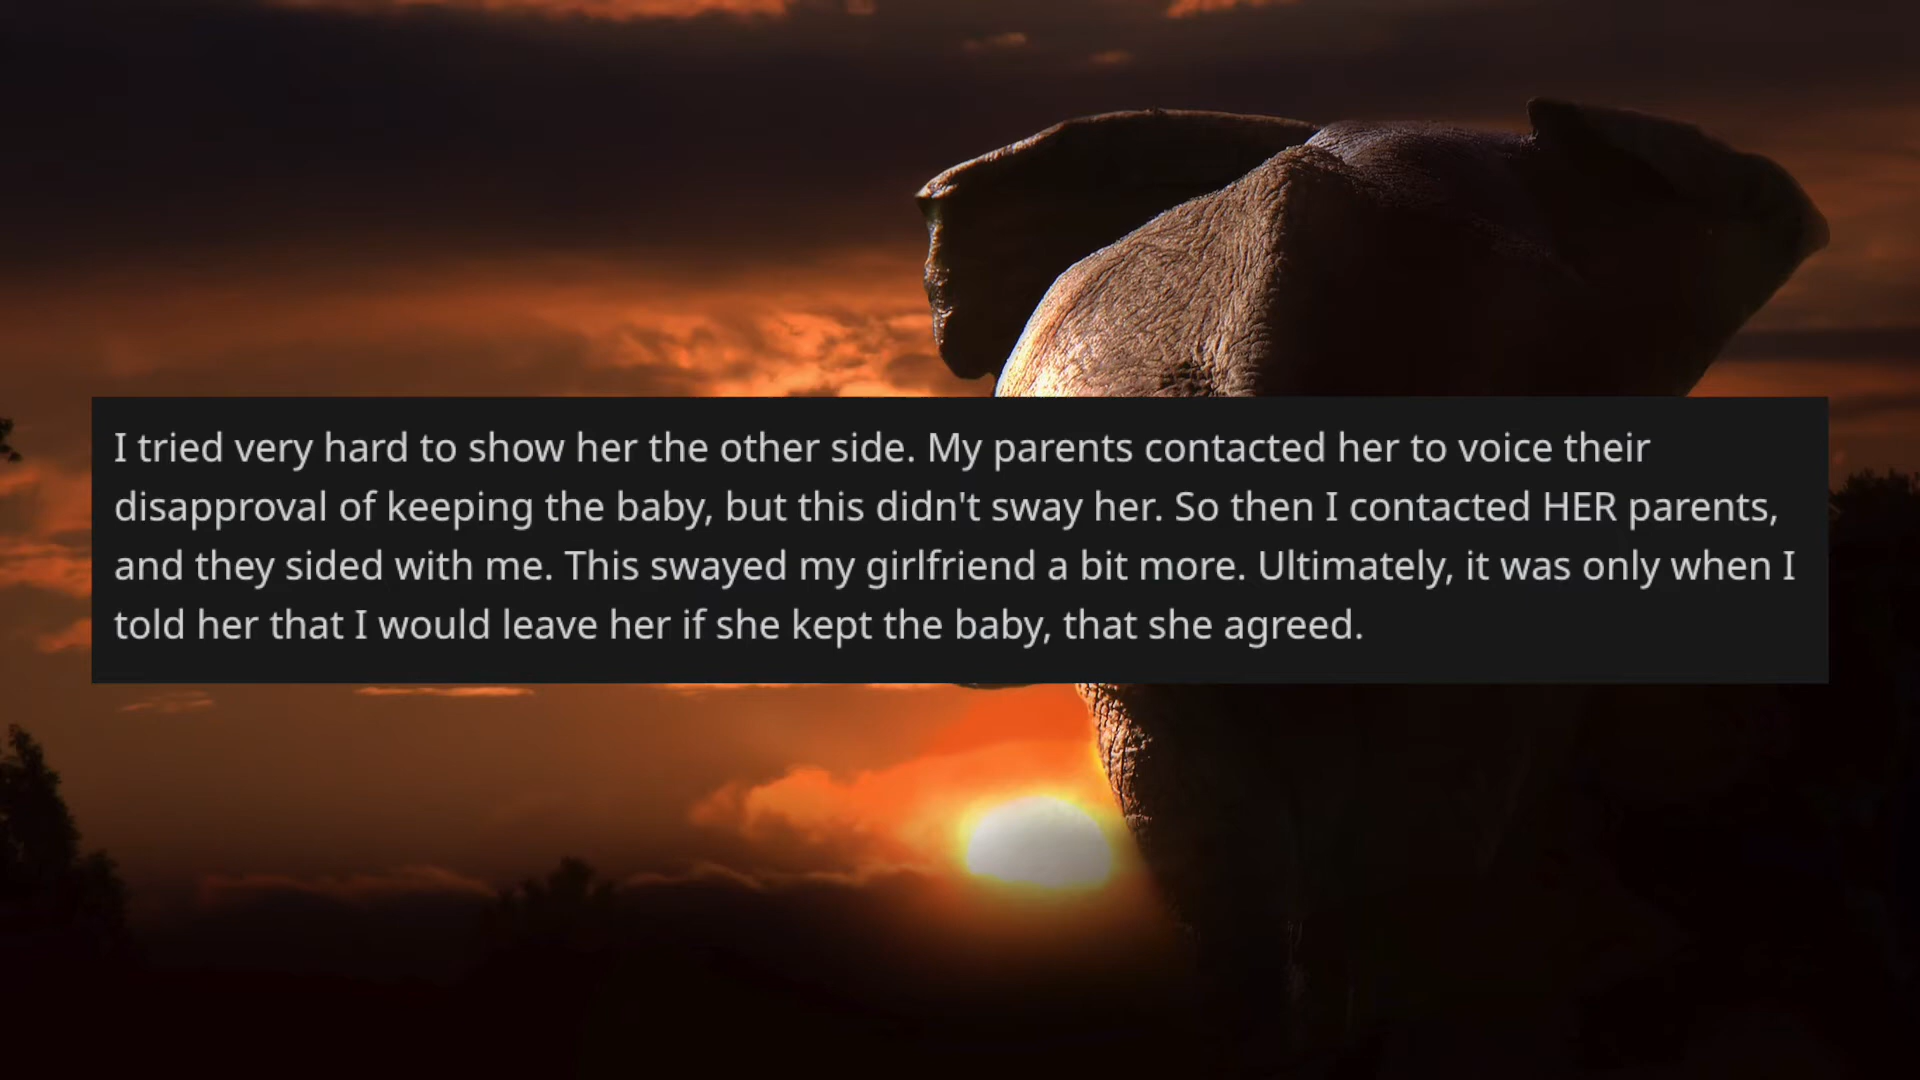 I tried very hard to show her the other side. My parents contacted her to voice their
disapproval of keeping the baby, but this didn't sway her. So then I contacted HER parents,
and they sided with me. This swayed my girlfriend a bit more. Ultimately, it was only when I
told her that I would leave her if she kept the baby, that she agreed.